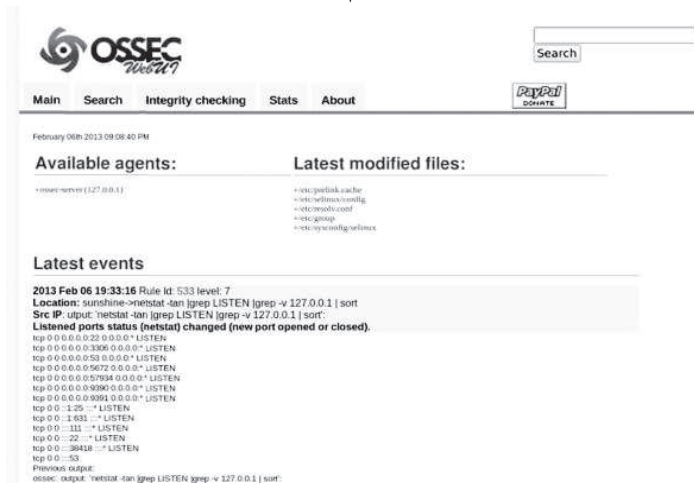 OSSEC
WebUI
Search
Main Search Integrity checking Stats About
PayPal
DONATE
February 06th 2013 09:08:40 PM
Available agents:
+ossec-server (127.0.0.1)
Latest modified files:
+/etc/prelink.cache
+/etc/selinux/config
+/etc/resolv.conf
+/etc/group
+/etc/sysconfig/selinux
Latest events
2013 Feb 06 19:33:16 Rule Id: 533 level: 7
Location: sunshine->netstat -tan |grep LISTEN |grep -v 127.0.0.1 | sort
Src IP: utput: 'netstat -tan |grep LISTEN |grep -v 127.0.0.1 | sort':
Listened ports status (netstat) changed (new port opened or closed).
tcp 0 0 0.0.0.0:22 0.0.0.0:* LISTEN
tcp 0 0 0.0.0.0:3306 0.0.0.0:* LISTEN
tcp 0 0 0.0.0.0:53 0.0.0.0:* LISTEN
tcp 0 0 0.0.0.0:5672 0.0.0.0:* LISTEN
tcp 0 0 0.0.0.0:57934 0.0.0.0:* LISTEN
tcp 0 0 0.0.0.0:9390 0.0.0.0:* LISTEN
tcp 0 0 0.0.0.0:9391 0.0.0.0:* LISTEN
tcp 0 0 ::1:25 :::* LISTEN
tcp 0 0 ::1:631 :::* LISTEN
tcp 0 0 :::111 :::* LISTEN
tcp 0 0 :::22 :::* LISTEN
tcp 0 0 :::38418 :::* LISTEN
tcp 0 0 :::53
Previous output:
ossec: output: 'netstat -tan |grep LISTEN |grep -v 127.0.0.1 | sort':